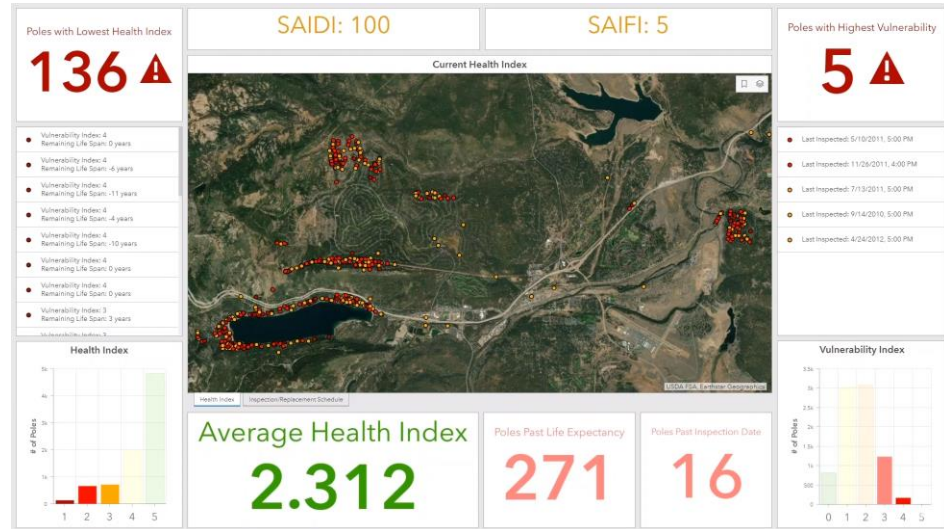 Poles with Lowest Health Index
136
SAIDI: 100
SAIFI: 5
Poles with Highest Vulnerability
5
Current Health Index
Vulnerability Index: 4
Remaining Life Span: 0 years
Vulnerability Index: 4
Remaining Life Span: -6 years
Vulnerability Index: 4
Remaining Life Span: -11 years
Vulnerability Index: 4
Remaining Life Span: -4 years
Vulnerability Index: 4
Remaining Life Span: -10 years
Vulnerability Index: 4
Remaining Life Span: 0 years
Vulnerability Index: 4
Remaining Life Span: 0 years
Vulnerability Index: 3
Remaining Life Span: 3 years
Vulnerability Index: 3
Last Inspected: 5/10/2011, 5:00 PM
Last Inspected: 11/26/2011, 4:00 PM
Last Inspected: 7/13/2011, 5:00 PM
Last Inspected: 9/14/2010, 5:00 PM
Last Inspected: 4/24/2012, 5:00 PM
USDA FSA, Earthstar Geographics
Health Index
Inspection/Replacement Schedule
Health Index
# of Poles
5k
4k
3k
2k
1k
0
1 2 3 4 5
Average Health Index
2.312
Poles Past Life Expectancy
271
Poles Past Inspection Date
16
Vulnerability Index
# of Poles
3.5k
3k
2.5k
2k
1.5k
1k
500
0
0 1 2 3 4 5